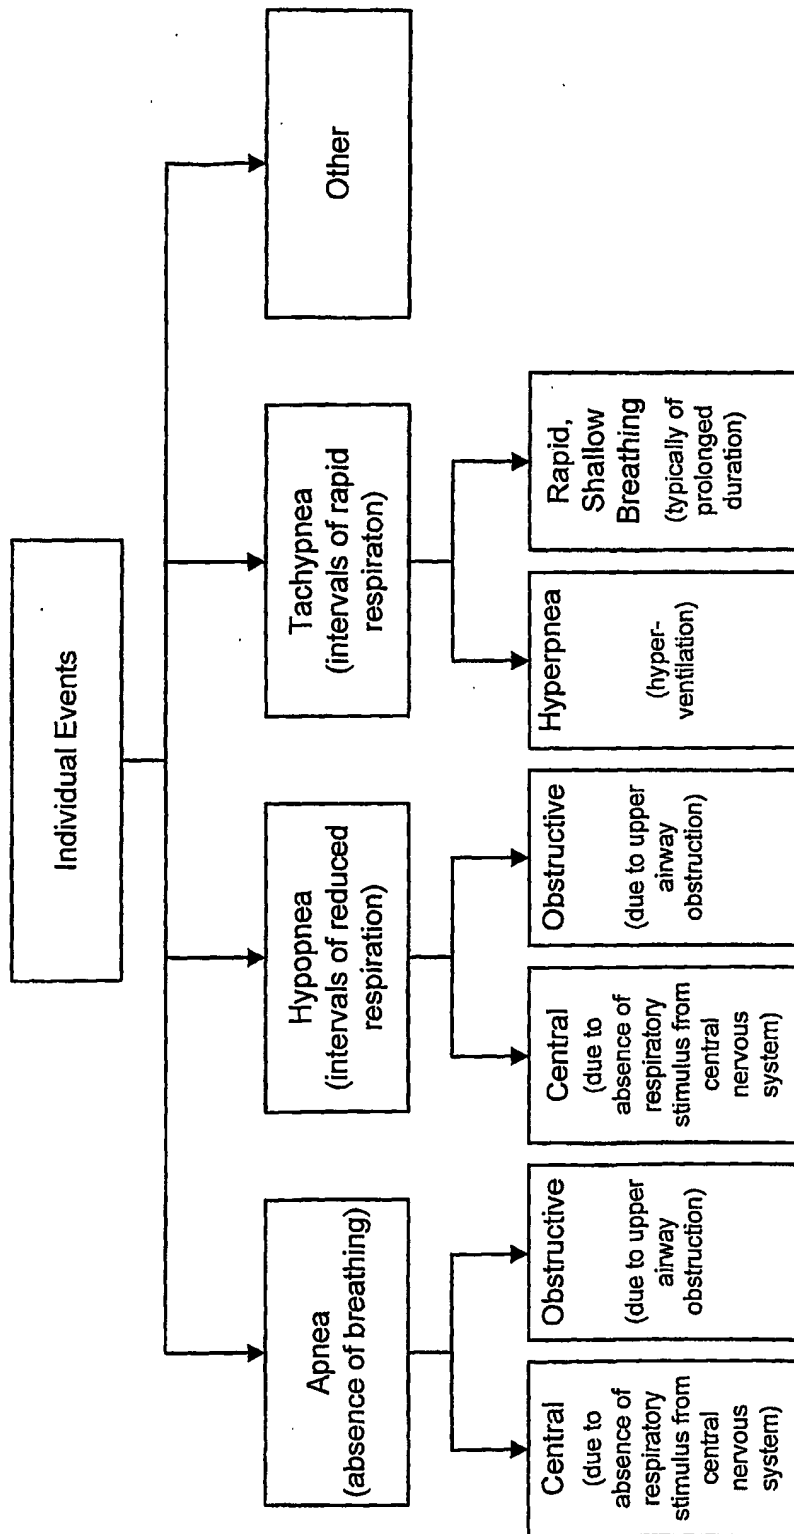 Individual Events
Apnea
(absence of breathing)
Hypopnea
(intervals of reduced
respiration)
Tachypnea
(intervals of rapid
respiraton)
Other
Central
(due to
absence of
respiratory
stimulus from
central
nervous
system)
Obstructive
(due to upper
airway
obstruction)
Central
(due to
absence of
respiratory
stimulus from
central
nervous
system)
Obstructive
(due to upper
airway
obstruction)
Hyperpnea
(hyper-
ventilation)
Rapid,
Shallow
Breathing
(typically of
prolonged
duration)